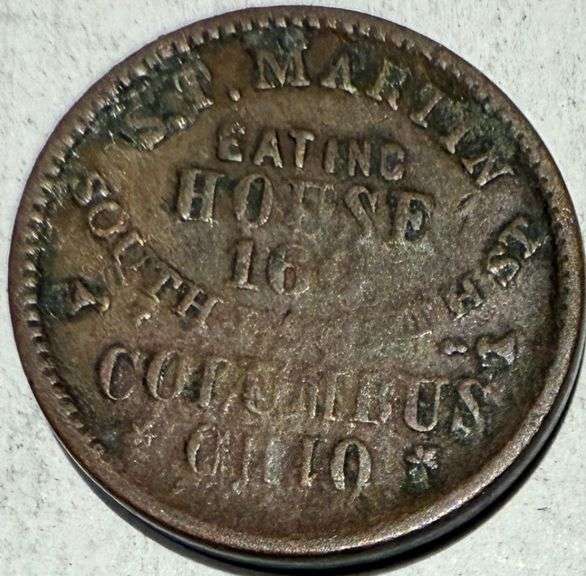 S.T. MARTIN
EATING
HOUSE
16
SOUTH ST
COLUMBUS
OHIO